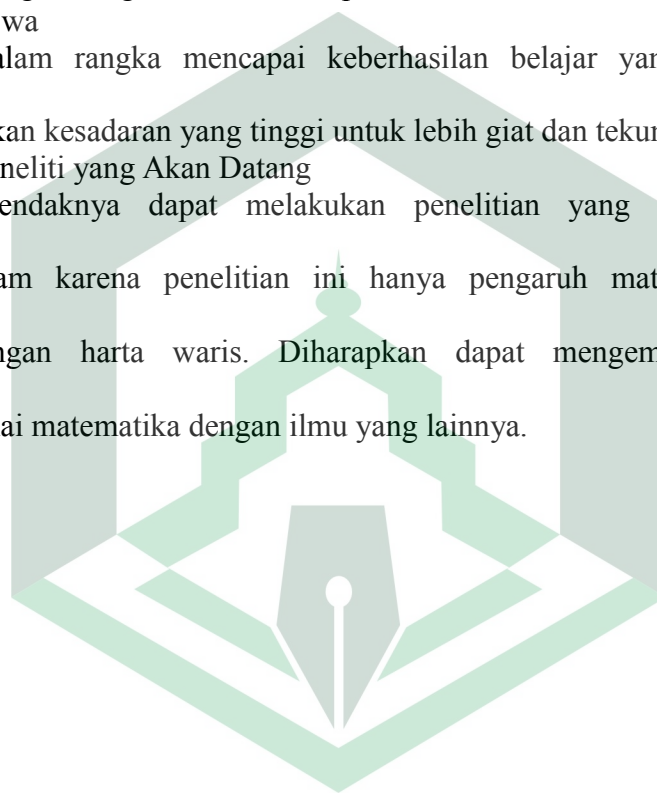 wa
alam rangka mencapai keberhasilan belajar yan
kan kesadaran yang tinggi untuk lebih giat dan tekun
neliti yang Akan Datang
endaknya dapat melakukan penelitian yang
am karena penelitian ini hanya pengaruh mat
ngan harta waris. Diharapkan dapat mengem
ai matematika dengan ilmu yang lainnya.